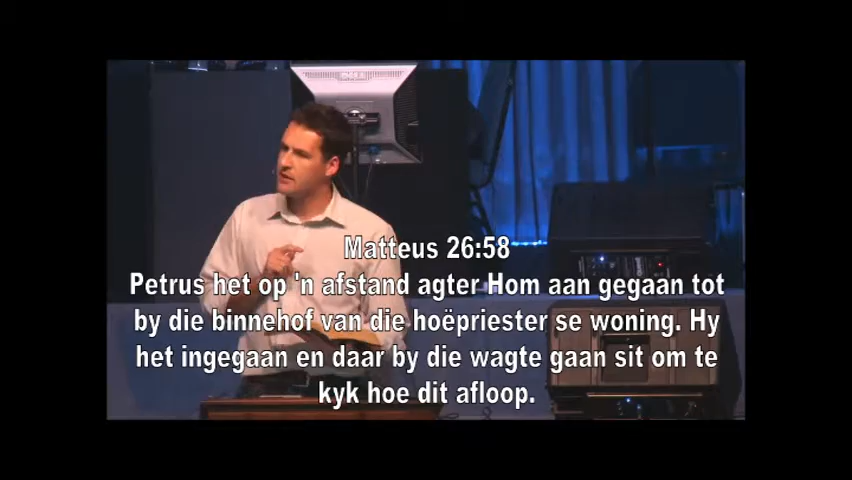 DELL
Matteus 26:58
Petrus het op 'n afstand agter Hom aan gegaan tot
by die binnehof van die hoëpriester se woning. Hy
het ingegaan en daar by die wagte gaan sit om te
kyk hoe dit afloop.